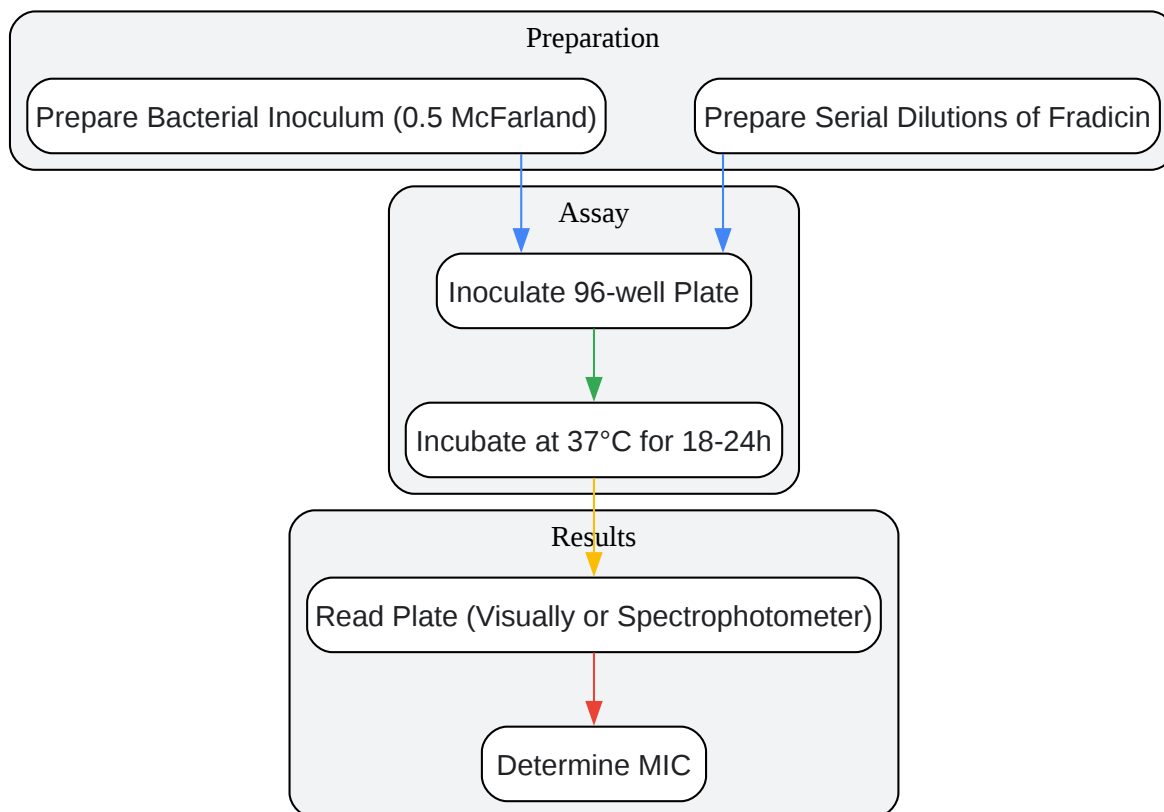 Preparation
Prepare Bacterial Inoculum (0.5 McFarland)
Prepare Serial Dilutions of Fradicin
Assay
Inoculate 96-well Plate
Incubate at 37°C for 18-24h
Results
Read Plate (Visually or Spectrophotometer)
Determine MIC